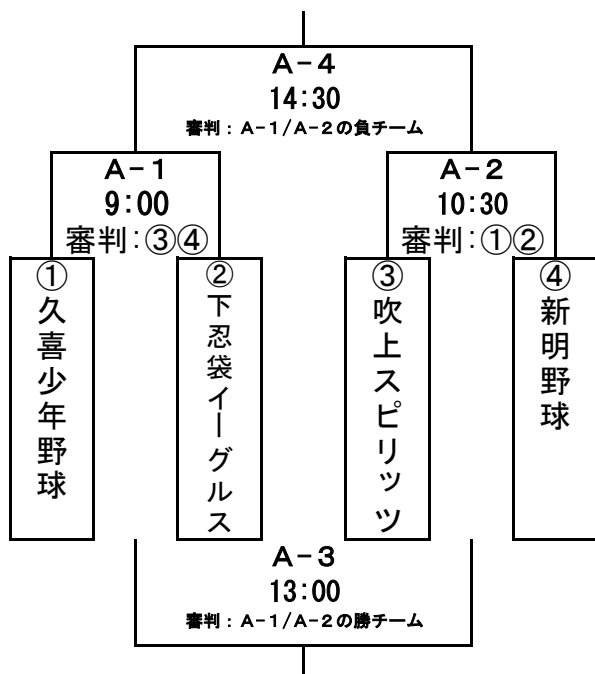 A-4
14:30
審判：A-1/A-2の負チーム
A-1
9:00
審判:③④
A-2
10:30
審判:①②
①久喜少年野球
②下忍袋イーグルス
③吹上スピリッツ
④新明野球
A-3
13:00
審判：A-1/A-2の勝チーム